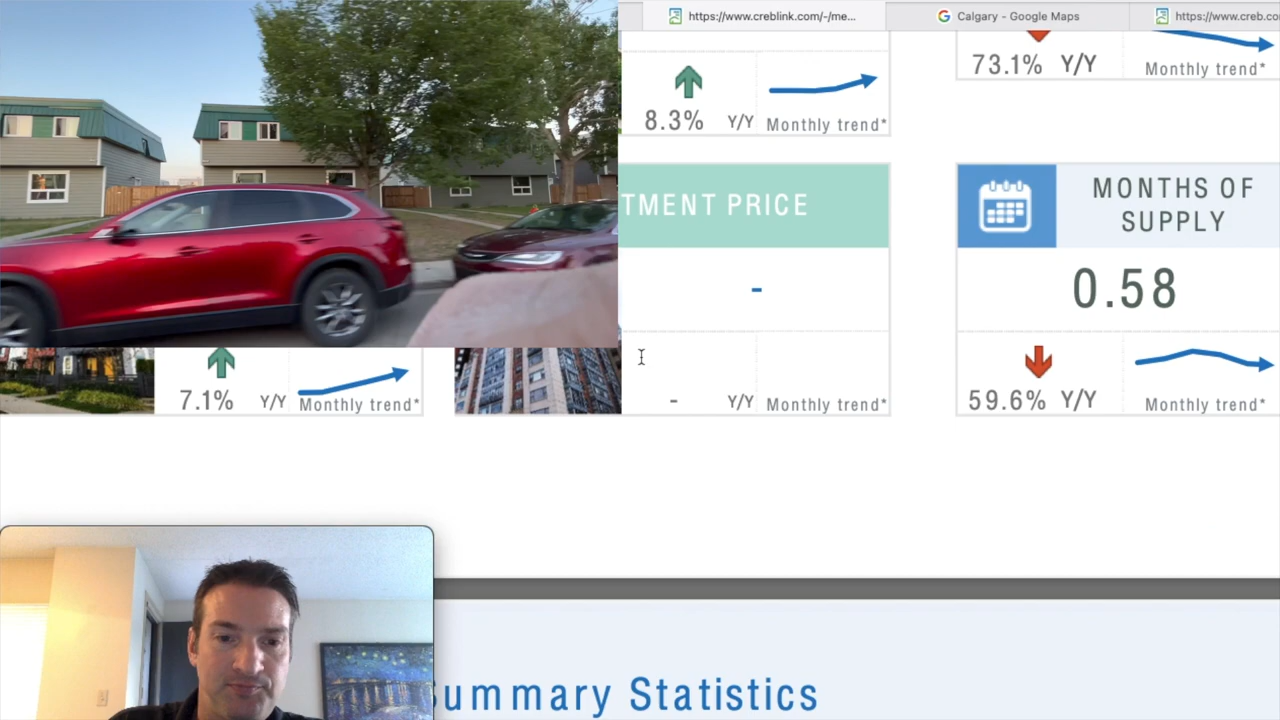 https://www.creblink.com/-/me...
Calgary - Google Maps
https://www.creb.co
8.3% Y/Y Monthly trend*
73.1% Y/Y Monthly trend*
TMENT PRICE
-
- Y/Y Monthly trend*
MONTHS OF
SUPPLY
0.58
59.6% Y/Y Monthly trend*
7.1% Y/Y Monthly trend*
Summary Statistics